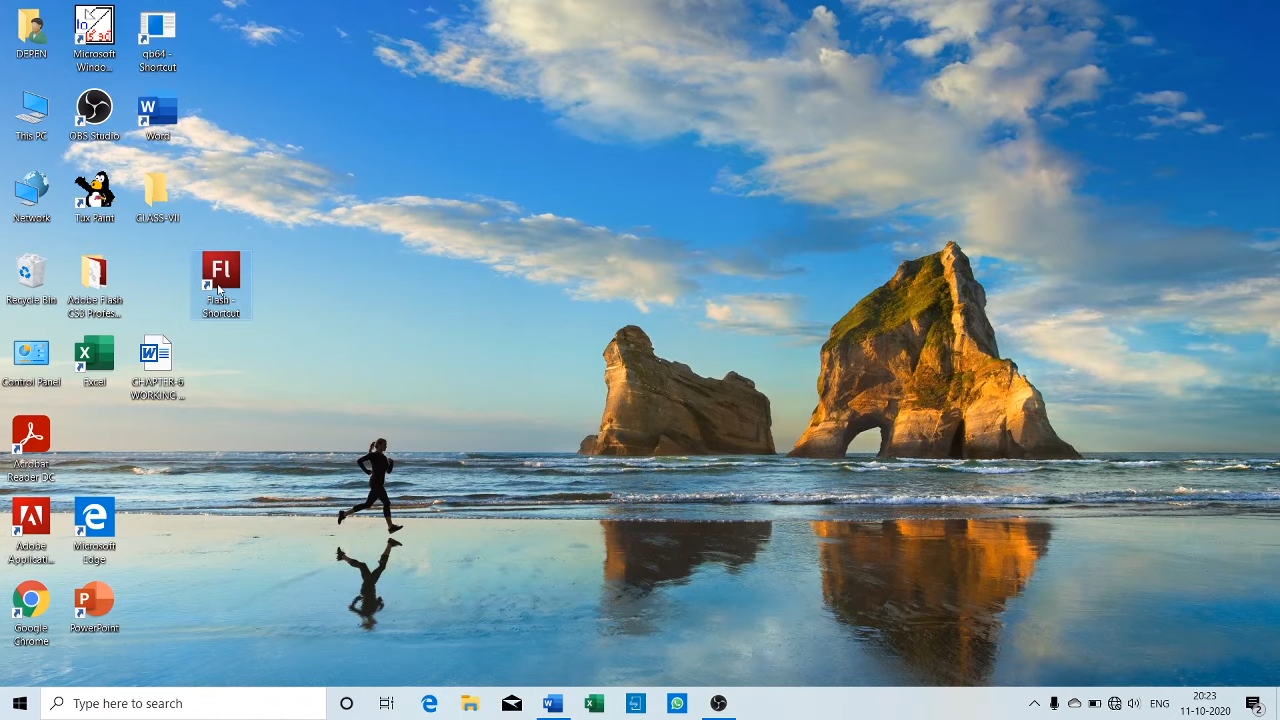 DEPEN
Microsoft
Windo...
qb64 -
Shortcut
This PC
OBS Studio
W
Word
Network
Tux Paint
CLASS-VII
Recycle Bin
Adobe Flash
CS3 Profes...
Fl
Flash -
Shortcut
Control Panel
X
Excel
W
CHAPTER-6
WORKING ...
Acrobat
Reader DC
Adobe
Applicati...
Microsoft
Edge
Google
Chrome
P
PowerPoint
Type here to search
W
X
ENG
20:23
11-10-2020
2